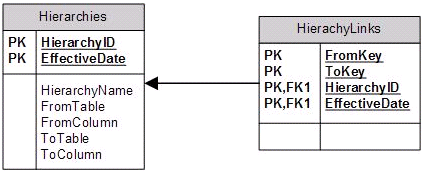 Hierarchies
PK HierarchyID
PK EffectiveDate
HierarchyName
FromTable
FromColumn
ToTable
ToColumn
HierachyLinks
PK FromKey
PK ToKey
PK,FK1 HierarchyID
PK,FK1 EffectiveDate